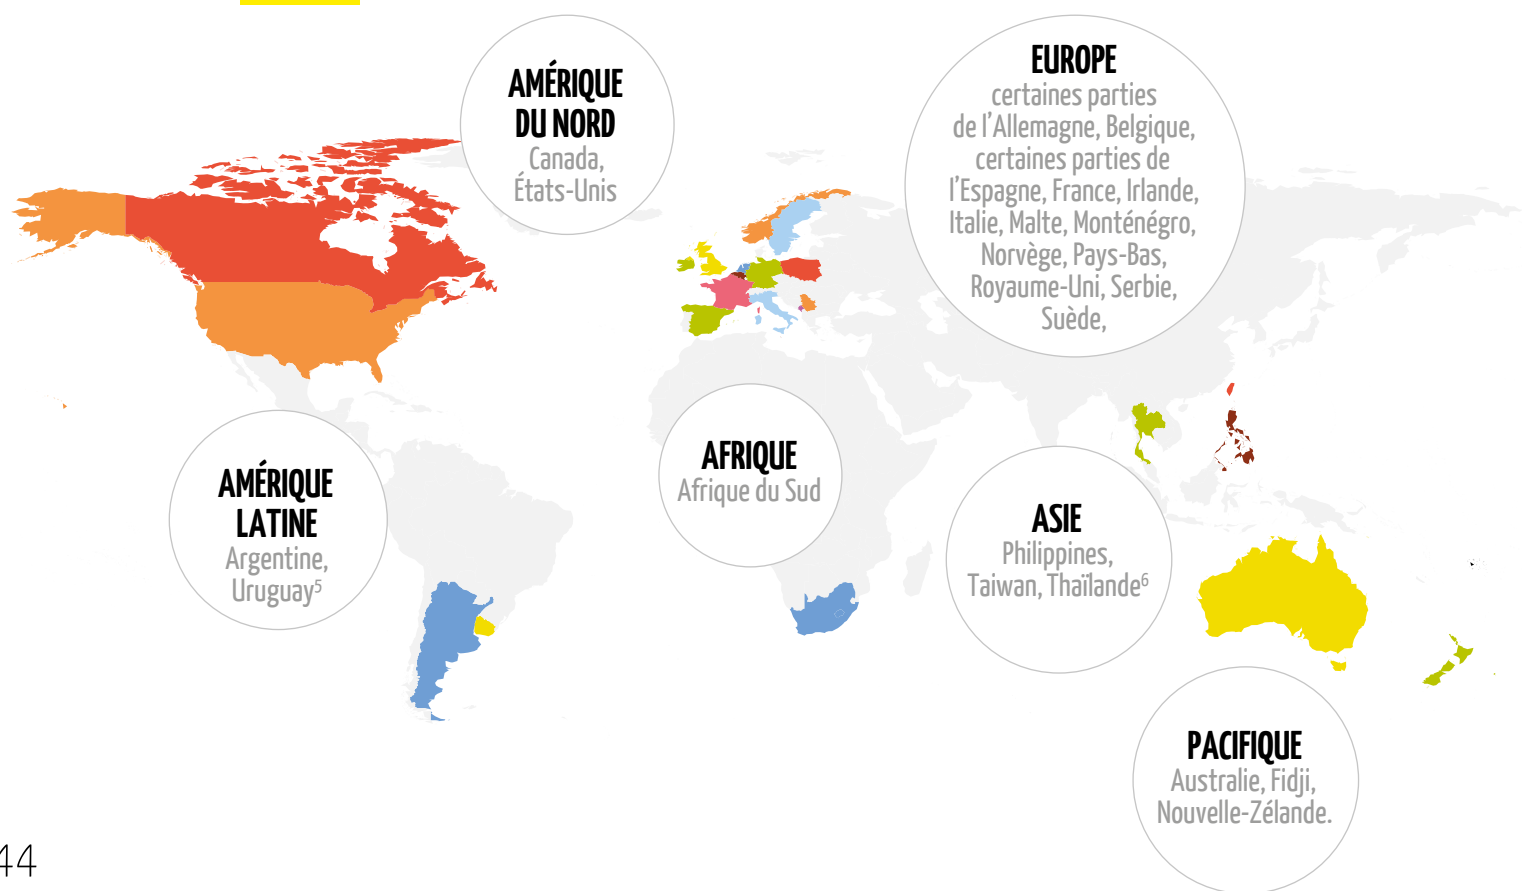 AMÉRIQUE
DU NORD
Canada,
États-Unis
EUROPE
certaines parties
de l'Allemagne, Belgique,
certaines parties de
l'Espagne, France, Irlande,
Italie, Malte, Monténégro,
Norvège, Pays-Bas,
Royaume-Uni, Serbie,
Suède,
AMÉRIQUE
LATINE
Argentine,
Uruguay⁵
AFRIQUE
Afrique du Sud
ASIE
Philippines,
Taiwan, Thaïlande⁶
PACIFIQUE
Australie, Fidji,
Nouvelle-Zélande.
44